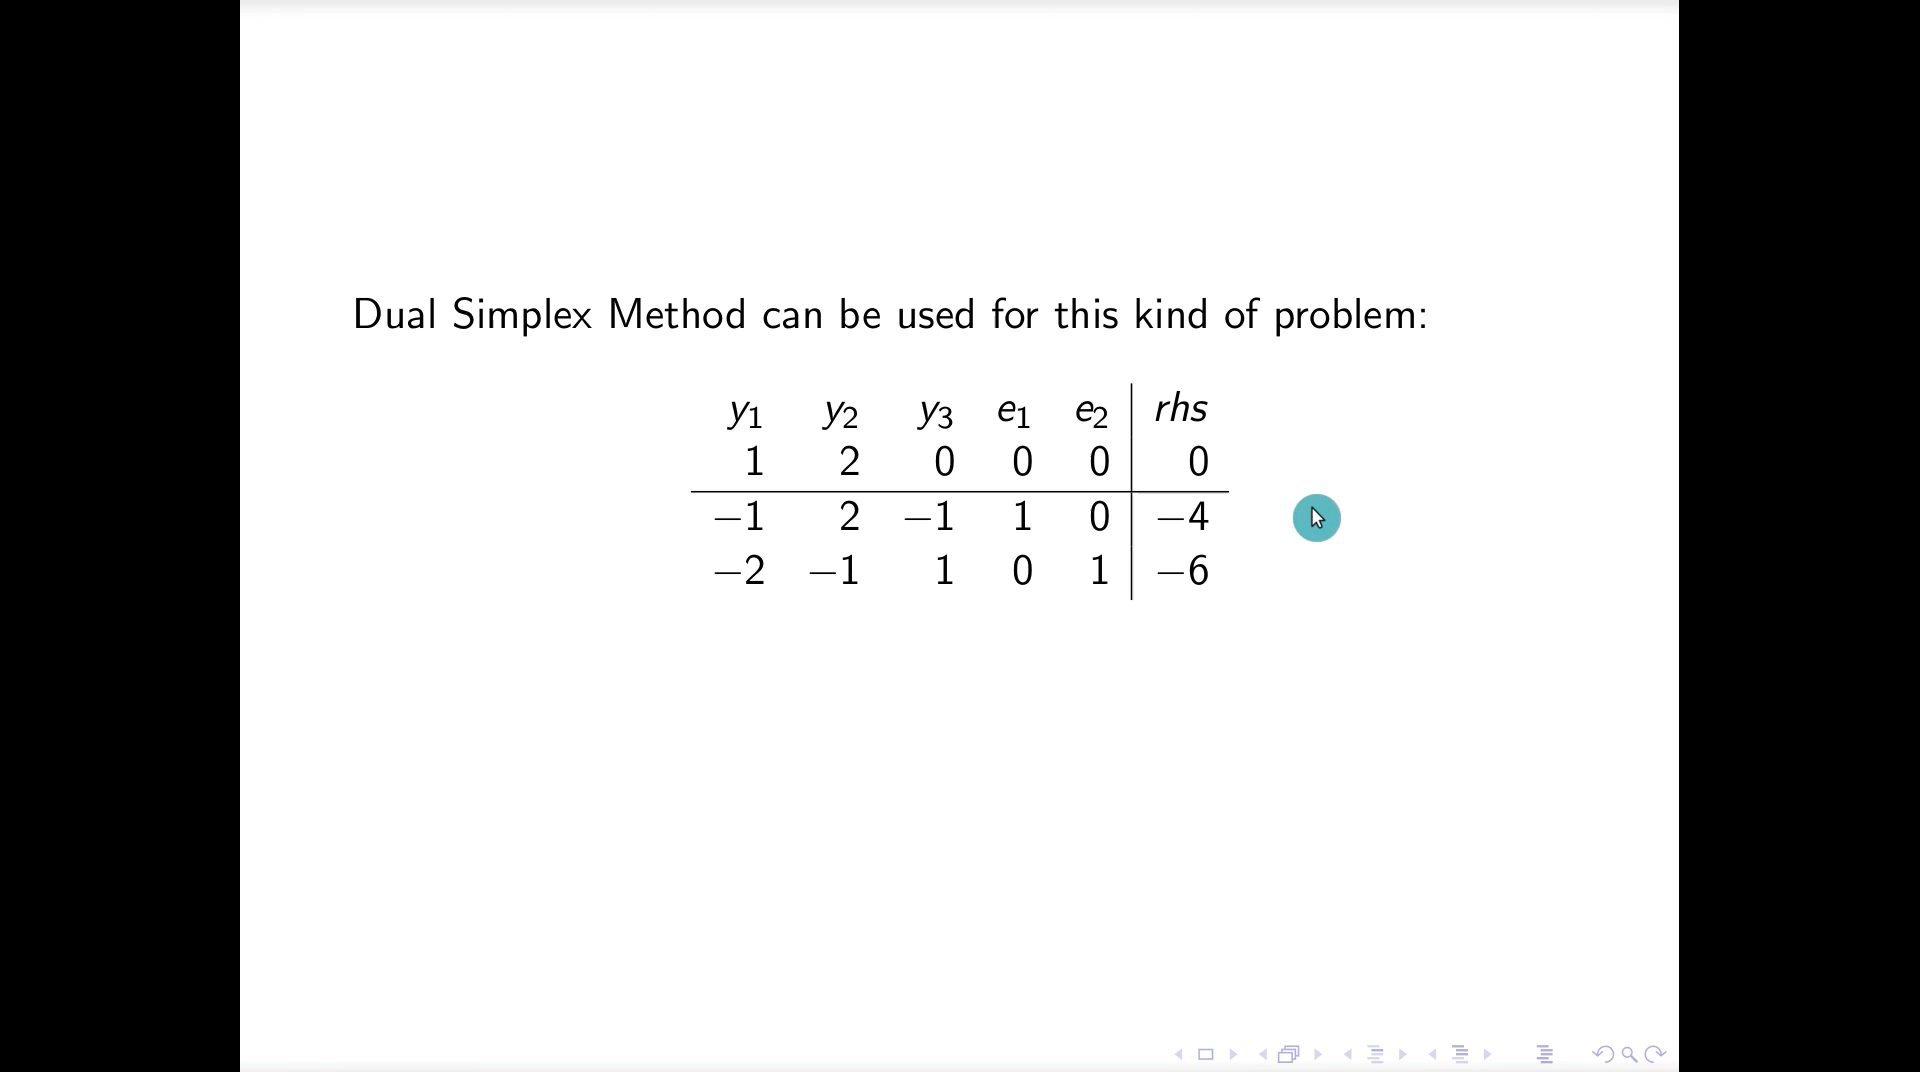 Dual Simplex Method can be used for this kind of problem:
y₁ y₂ y₃ e₁ e₂ rhs
1 2 0 0 0 0
−1 2 −1 1 0 −4
−2 −1 1 0 1 −6